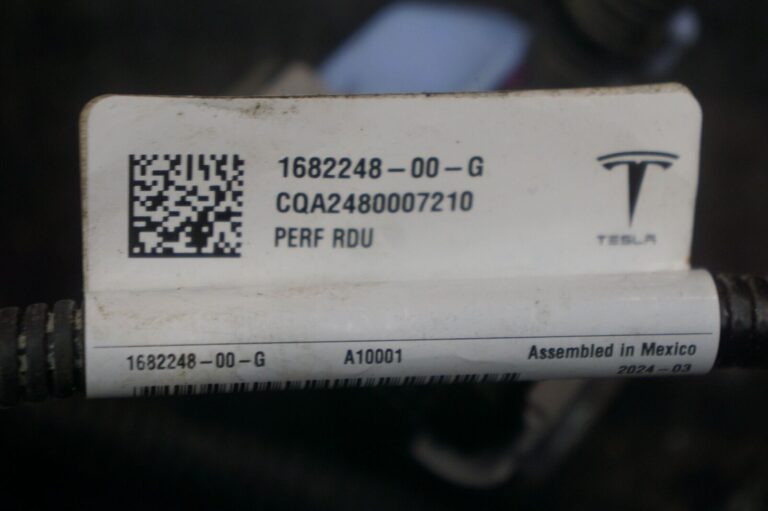 1682248-00-G
CQA2480007210
PERF RDU
TESLA
1682248-00-G A10001 Assembled in Mexico
2024-03